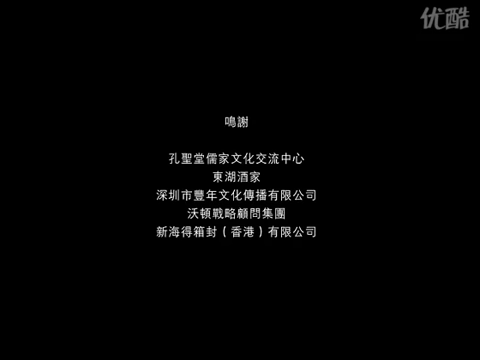 优酷
鳴謝
孔聖堂儒家文化交流中心
東湖酒家
深圳市豐年文化傳播有限公司
沃頓戰略顧問集團
新海得箱封（香港）有限公司